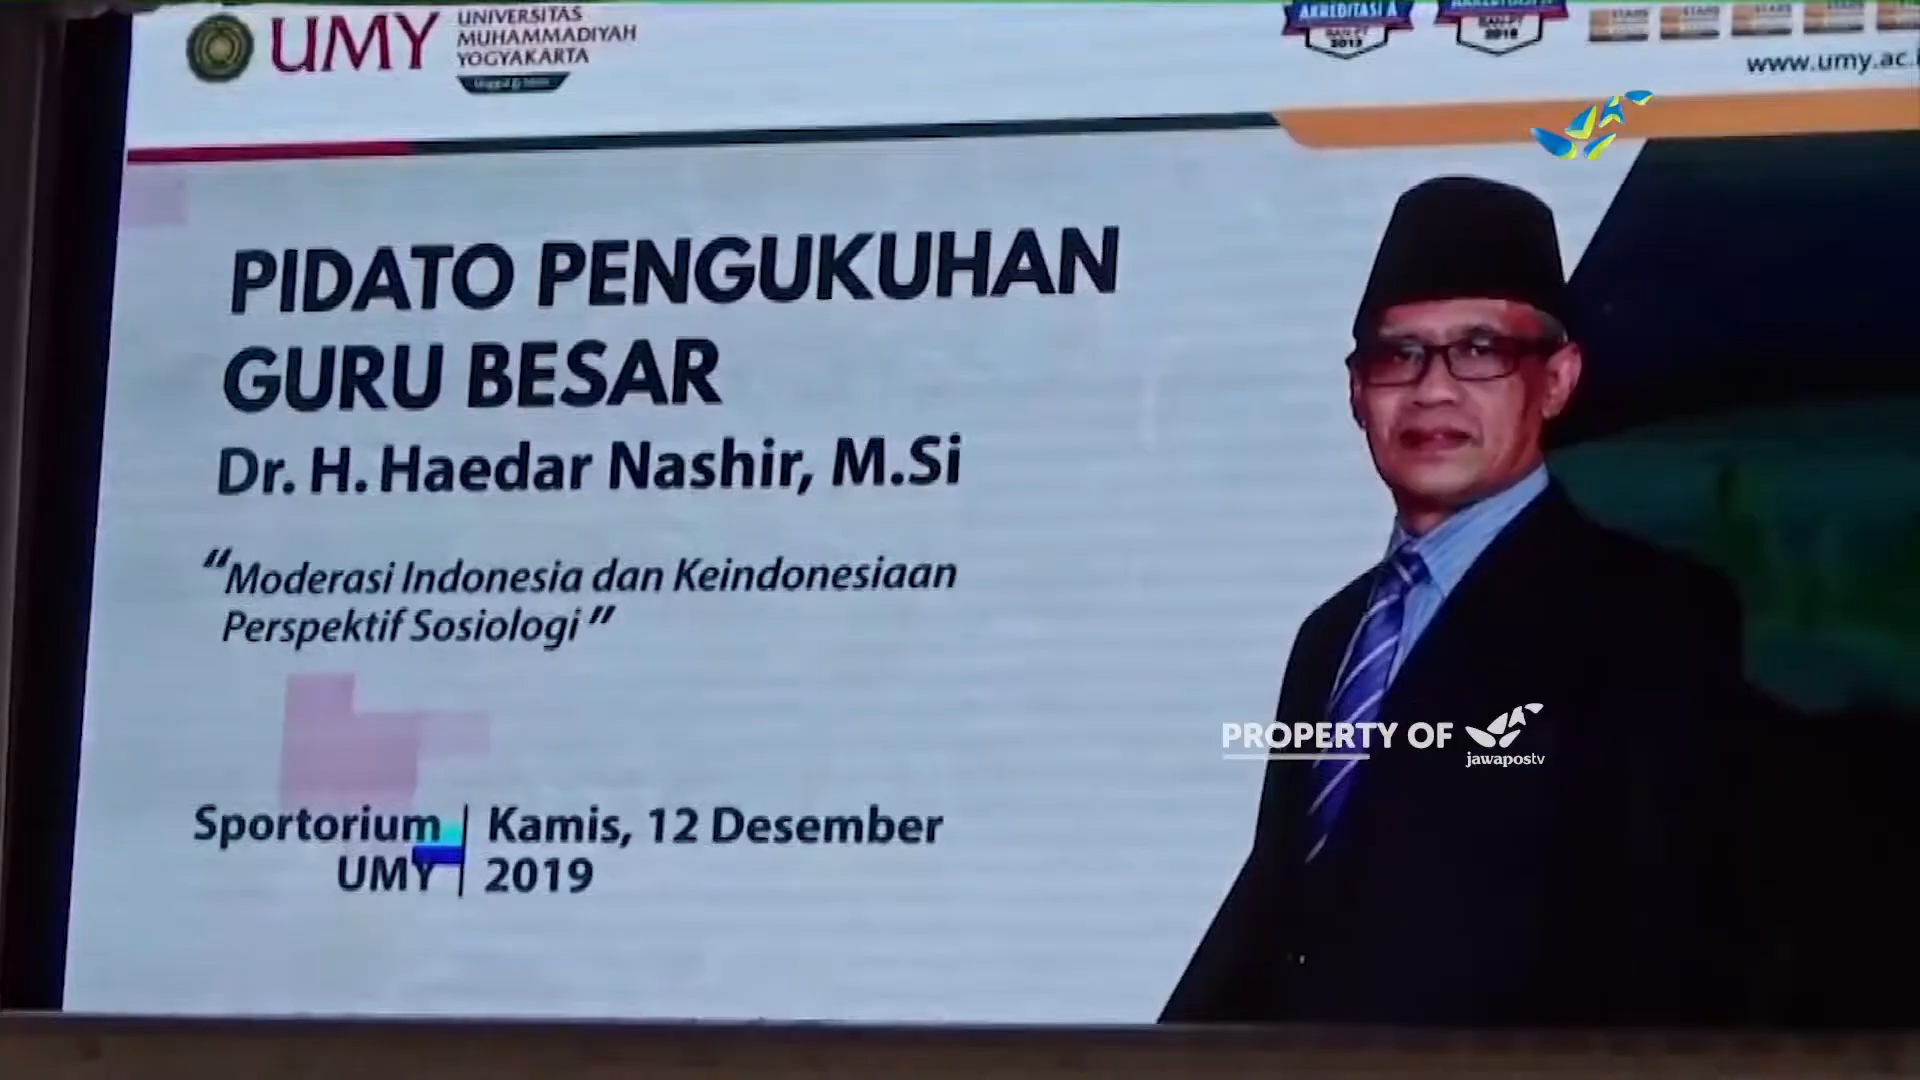 UMY
UNIVERSITAS
MUHAMMADIYAH
YOGYAKARTA
AKREDITASI A
www.umy.ac.
PIDATO PENGUKUHAN
GURU BESAR
Dr. H. Haedar Nashir, M.Si
“Moderasi Indonesia dan Keindonesiaan
Perspektif Sosiologi”
PROPERTY OF
jawapostv
Sportorium | Kamis, 12 Desember
UMY | 2019